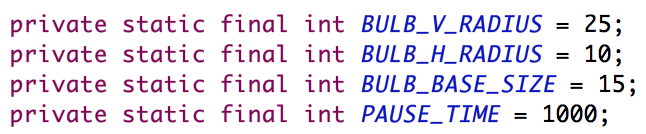 private static final int BULB_V_RADIUS = 25;
private static final int BULB_H_RADIUS = 10;
private static final int BULB_BASE_SIZE = 15;
private static final int PAUSE_TIME = 1000;